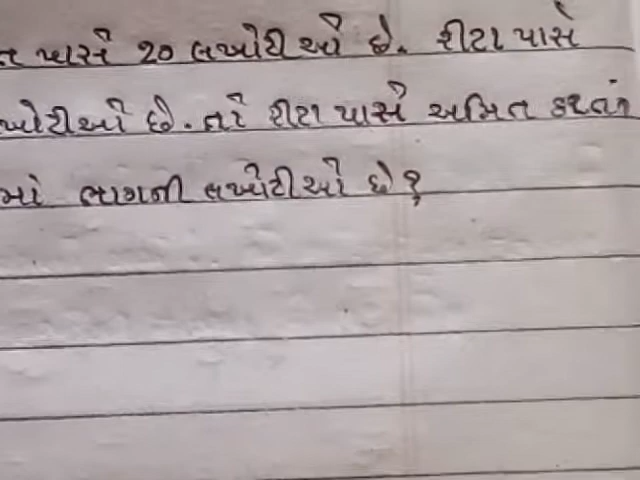 પાસે 20 લખોટીઓ છે. રીટા પાસે
છે. તો રીટા પાસે અમિત કરતાં
ભાગની લખોટીઓ છે?